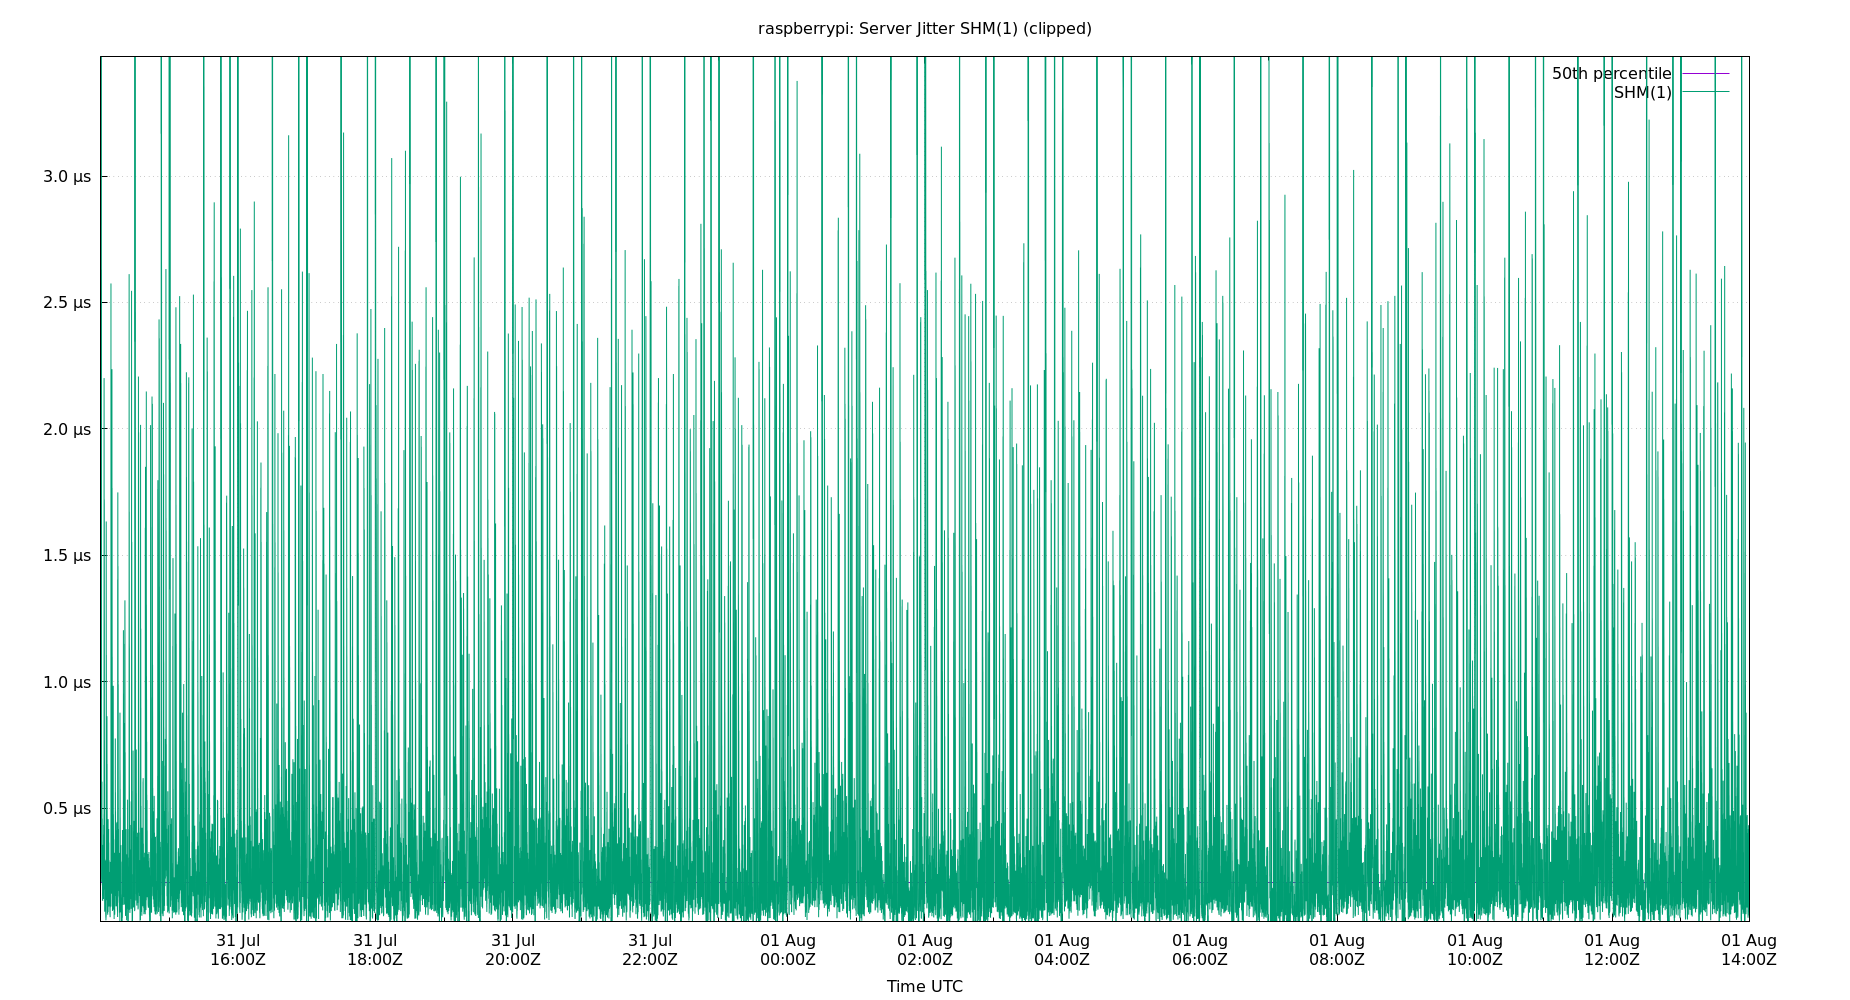 raspberrypi: Server Jitter SHM(1) (clipped)
50th percentile
SHM(1)
3.0 µs
2.5 µs
2.0 µs
1.5 µs
1.0 µs
0.5 µs
31 Jul 31 Jul 31 Jul 31 Jul 01 Aug 01 Aug 01 Aug 01 Aug 01 Aug 01 Aug 01 Aug 01 Aug
16:00Z 18:00Z 20:00Z 22:00Z 00:00Z 02:00Z 04:00Z 06:00Z 08:00Z 10:00Z 12:00Z 14:00Z
Time UTC